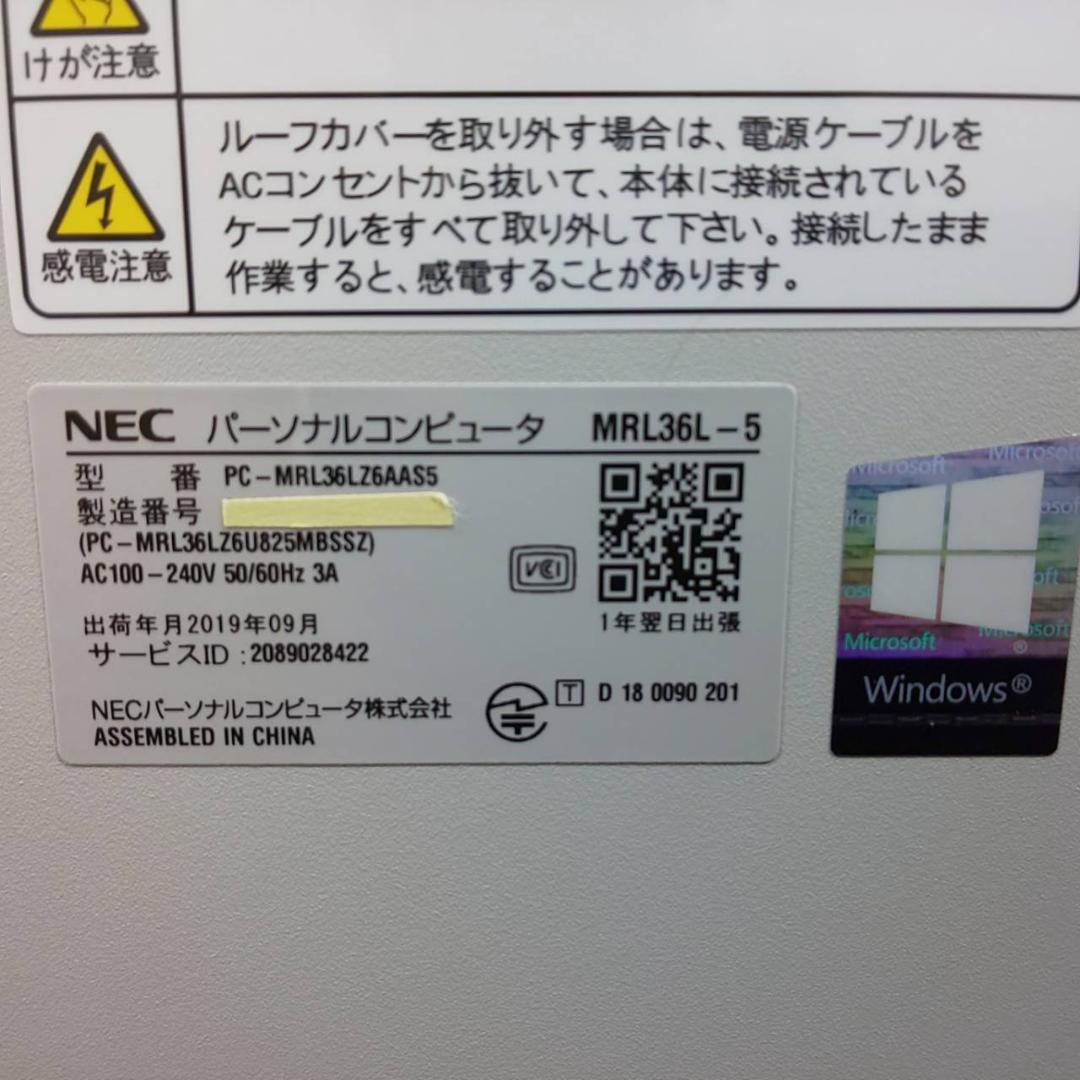 けが注意
ルーフカバーを取り外す場合は、電源ケーブルを
ACコンセントから抜いて、本体に接続されている
ケーブルをすべて取り外して下さい。接続したまま
作業すると、感電することがあります。
感電注意
NEC パーソナルコンピュータ MRL36L-5
型 番 PC-MRL36LZ6AAS5
製造番号
(PC-MRL36LZ6U825MBSSZ)
AC100-240V 50/60Hz 3A
VCI
1年翌日出張
出荷年月2019年09月
サービスID:2089028422
NECパーソナルコンピュータ株式会社
ASSEMBLED IN CHINA
T D 18 0090 201
Microsoft
Microsoft
Microsoft
Windows®